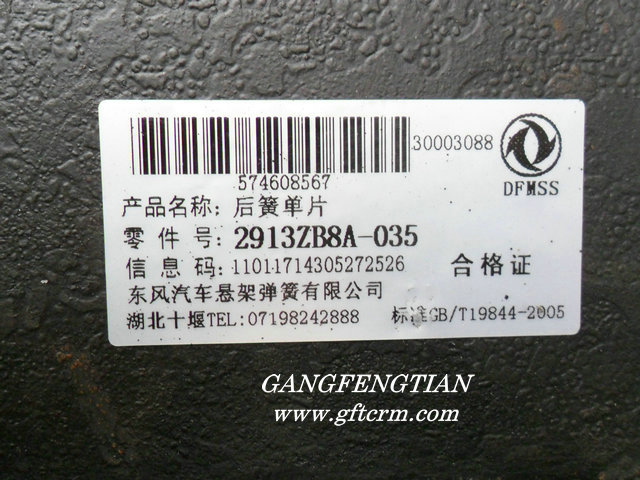 30003088
574608567
DFMSS
产品名称: 后簧单片
零件号: 2913ZB8A-035
信息码: 11011714305272526
合格证
东风汽车悬架弹簧有限公司
湖北十堰TEL:07198242888
标准GB/T19844-2005
GANGFENGTIAN
www.gftcrm.com